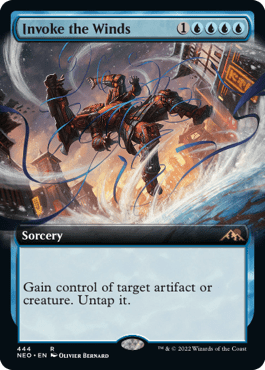 Invoke the Winds 1
Sorcery
Gain control of target artifact or
creature. Untap it.
444 R
NEO • EN Olivier Bernard ™ & © 2022 Wizards of the Coast